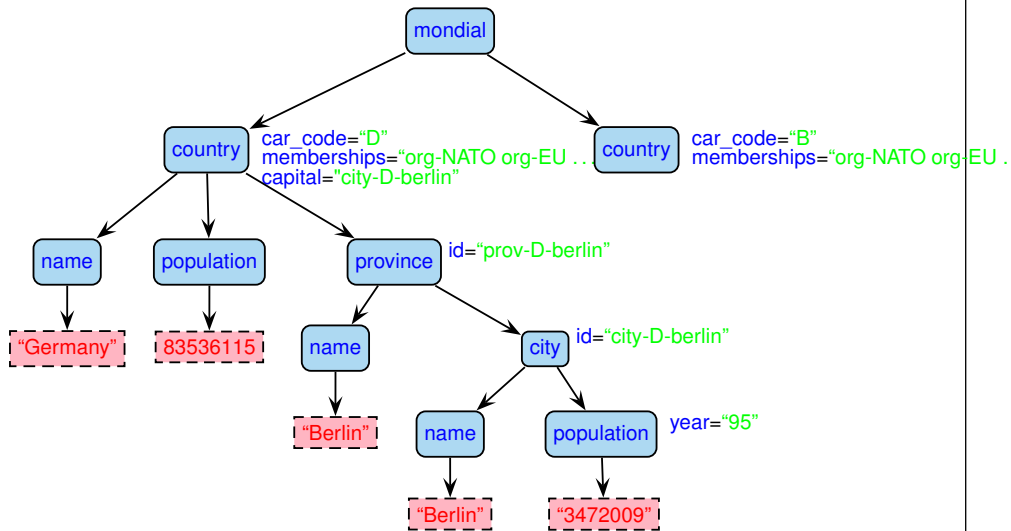 mondial
country
car_code=“D”
memberships=“org-NATO org-EU . . .
capital="city-D-berlin”
country
car_code=“B”
memberships=“org-NATO org-EU .
name
population
province
id=“prov-D-berlin”
“Germany”
83536115
name
city
id=“city-D-berlin”
“Berlin”
name
population
year=“95”
“Berlin”
“3472009”